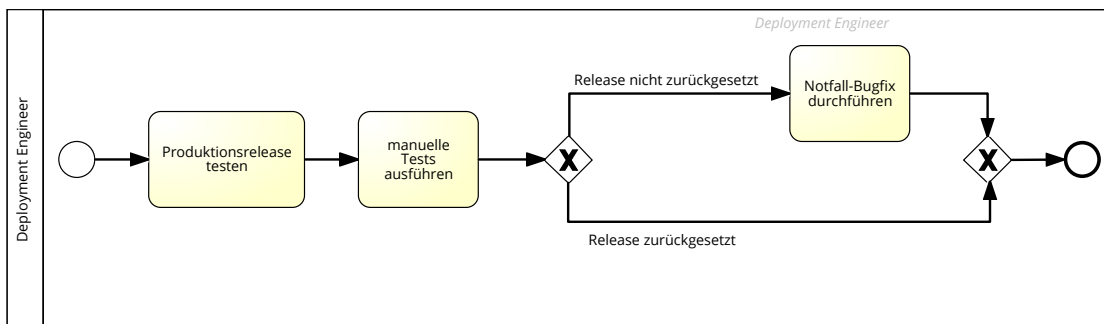 Deployment Engineer
Deployment Engineer
Produktionsrelease
testen
manuelle
Tests
ausführen
Release nicht zurückgesetzt
Notfall-Bugfix
durchführen
Release zurückgesetzt